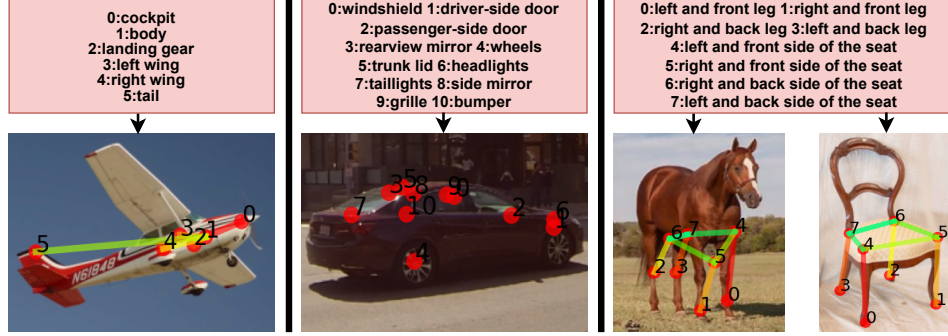 0:cockpit
1:body
2:landing gear
3:left wing
4:right wing
5:tail
0:windshield 1:driver-side door
2:passenger-side door
3:rearview mirror 4:wheels
5:trunk lid 6:headlights
7:taillights 8:side mirror
9:grille 10:bumper
0:left and front leg 1:right and front leg
2:right and back leg 3:left and back leg
4:left and front side of the seat
5:right and front side of the seat
6:right and back side of the seat
7:left and back side of the seat
0
3
1
4
2
5
N61848
3
5
8
9
0
7
10
2
6
1
4
6
7
4
5
2
3
1
0
6
7
5
4
2
3
1
0